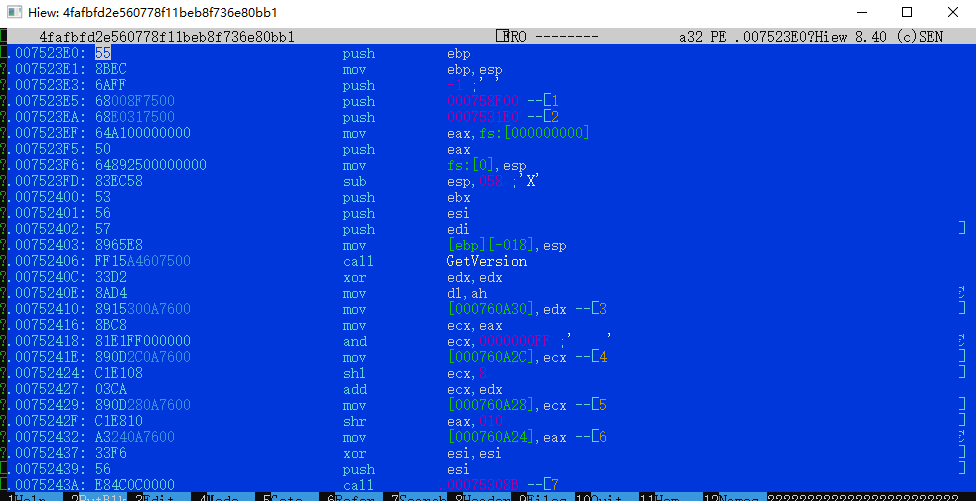 Hiew: 4fafbfd2e560778f11beb8f736e80bb1
4fafbfd2e560778f11beb8f736e80bb1 FRO -------- a32 PE .007523E0?Hiew 8.40 (c)SEN
.007523E0: 55 push ebp
?.007523E1: 8BEC mov ebp,esp
?.007523E3: 6AFF push -1 ;' '
?.007523E5: 68008F7500 push 000758F00 --[1
?.007523EA: 68E0317500 push 0007531E0 --[2
?.007523EF: 64A100000000 mov eax,fs:[000000000]
?.007523F5: 50 push eax
?.007523F6: 64892500000000 mov fs:[0],esp
?.007523FD: 83EC58 sub esp,058 ;'X'
?.00752400: 53 push ebx
?.00752401: 56 push esi
?.00752402: 57 push edi
?.00752403: 8965E8 mov [ebp][-018],esp
?.00752406: FF15A4607500 call GetVersion
?.0075240C: 33D2 xor edx,edx
?.0075240E: 8AD4 mov dl,ah
?.00752410: 8915300A7600 mov [000760A30],edx --[3
?.00752416: 8BC8 mov ecx,eax
?.00752418: 81E1FF000000 and ecx,0000000FF ;' '
?.0075241E: 890D2C0A7600 mov [000760A2C],ecx --[4
?.00752424: C1E108 shl ecx,8
?.00752427: 03CA add ecx,edx
?.00752429: 890D280A7600 mov [000760A28],ecx --[5
?.0075242F: C1E810 shr eax,010
?.00752432: A3240A7600 mov [000760A24],eax --[6
?.00752437: 33F6 xor esi,esi
.00752439: 56 push esi
?.0075243A: E84C0C0000 call .00075308B --[7
1Help 2PutBlk 3Edit 4Mode 5Goto 6Refer 7Search 8Header 9Files 10Quit 11Hem 12Names